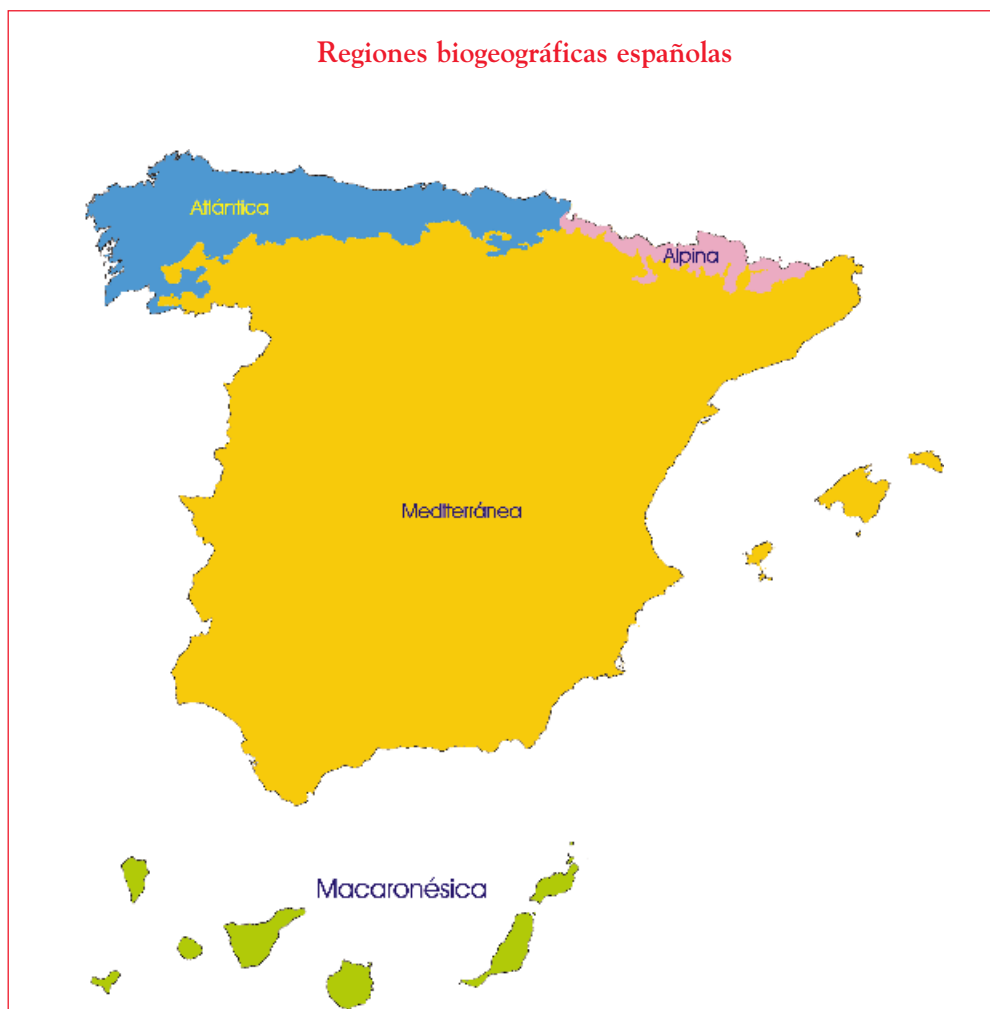 Regiones biogeográficas españolas
Atlántica
Alpina
Mediterránea
Macaronésica